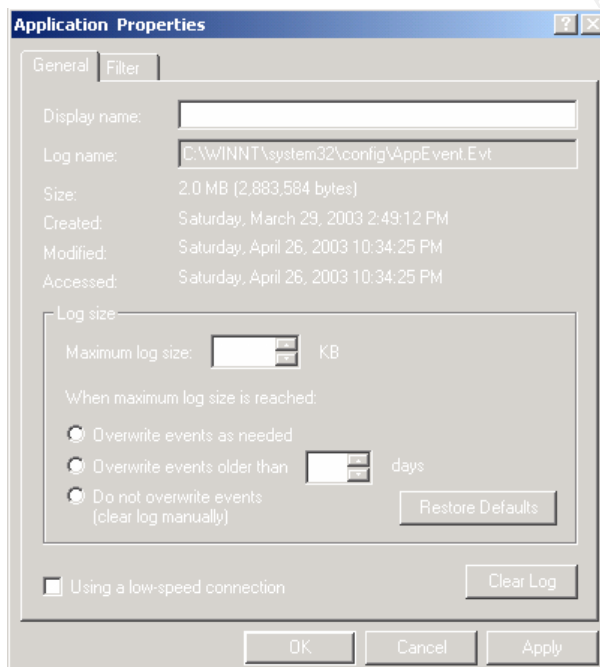 Application Properties
General Filter
Display name:
Log name: C:\WINNT\system32\config\AppEvent.Evt
Size: 2.0 MB (2,883,584 bytes)
Created: Saturday, March 29, 2003 2:49:12 PM
Modified: Saturday, April 26, 2003 10:34:25 PM
Accessed: Saturday, April 26, 2003 10:34:25 PM
Log size
Maximum log size: KB
When maximum log size is reached:
Overwrite events as needed
Overwrite events older than days
Do not overwrite events
(clear log manually)
Restore Defaults
Using a low-speed connection
Clear Log
OK Cancel Apply